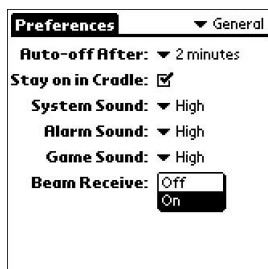 Preferences General
Auto-off After: 2 minutes
Stay on in Cradle:
System Sound: High
Alarm Sound: High
Game Sound: High
Beam Receive: Off
On